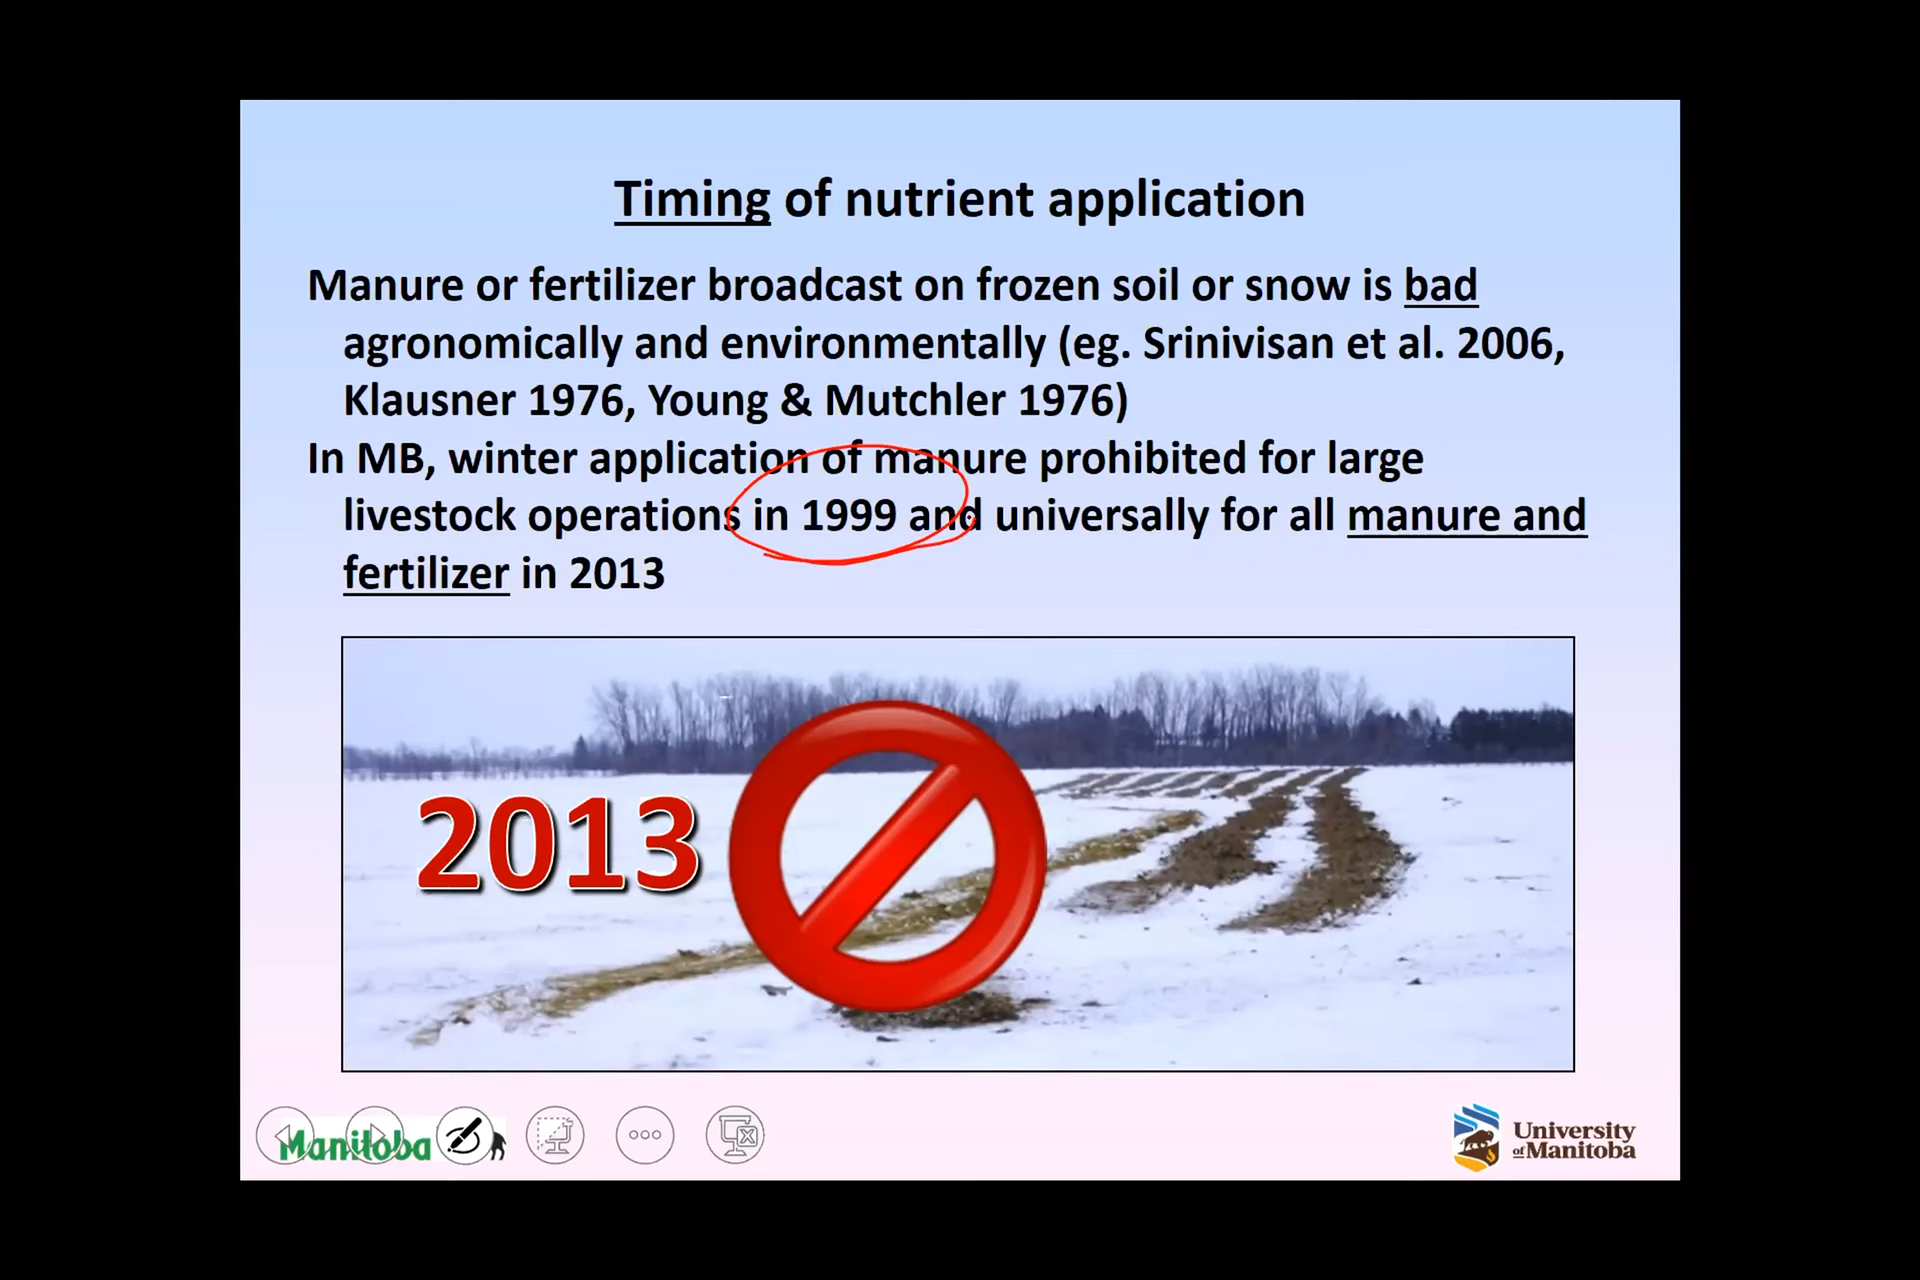 Timing of nutrient application
Manure or fertilizer broadcast on frozen soil or snow is bad
agronomically and environmentally (eg. Srinivisan et al. 2006,
Klausner 1976, Young & Mutchler 1976)
In MB, winter application of manure prohibited for large
livestock operations in 1999 and universally for all manure and
fertilizer in 2013
2013
Manitoba
University
of Manitoba